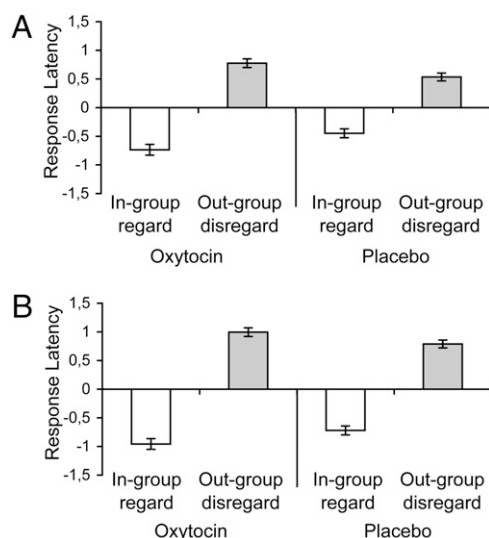 A
Response Latency
1,5
1
0,5
0
-0,5
-1
-1,5
In-group
regard
Out-group
disregard
In-group
regard
Out-group
disregard
Oxytocin
Placebo
B
Response Latency
1,5
1
0,5
0
-0,5
-1
-1,5
In-group
regard
Out-group
disregard
In-group
regard
Out-group
disregard
Oxytocin
Placebo